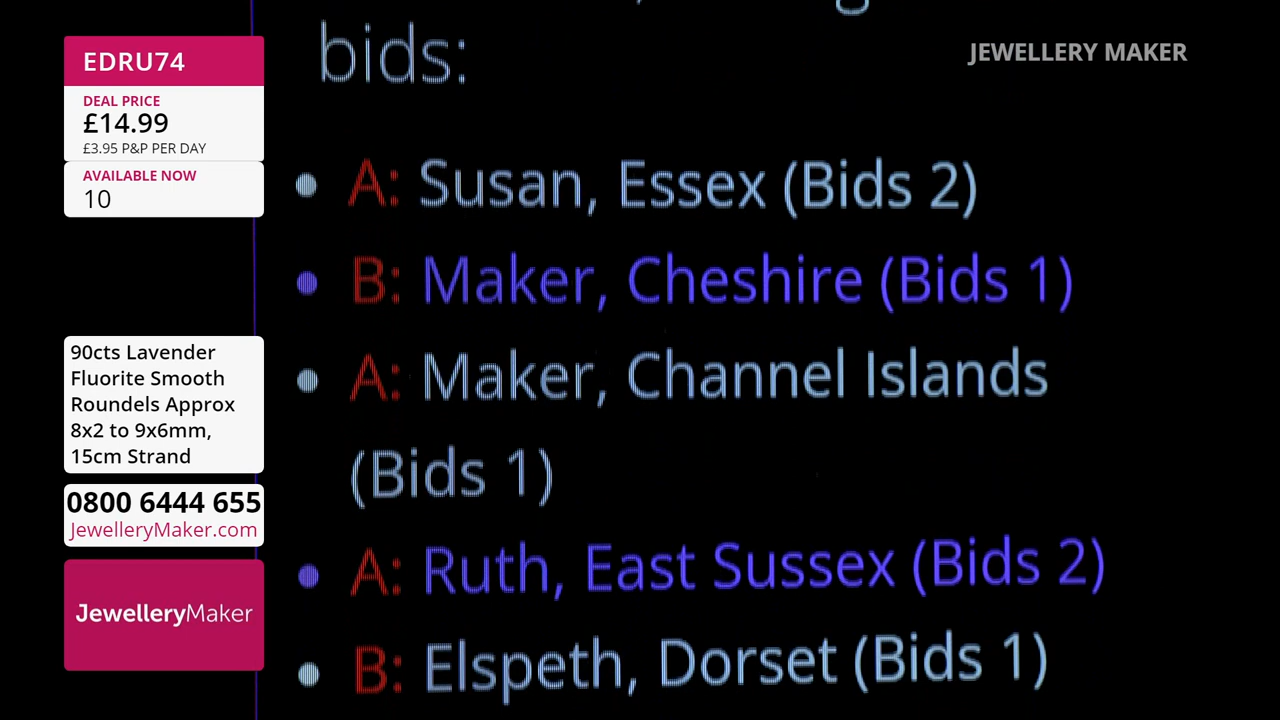 EDRU74
DEAL PRICE
£14.99
£3.95 P&P PER DAY
AVAILABLE NOW
10
90cts Lavender
Fluorite Smooth
Roundels Approx
8x2 to 9x6mm,
15cm Strand
0800 6444 655
JewelleryMaker.com
JewelleryMaker
JEWELLERY MAKER
bids:
• A: Susan, Essex (Bids 2)
• B: Maker, Cheshire (Bids 1)
• A: Maker, Channel Islands
(Bids 1)
• A: Ruth, East Sussex (Bids 2)
• B: Elspeth, Dorset (Bids 1)